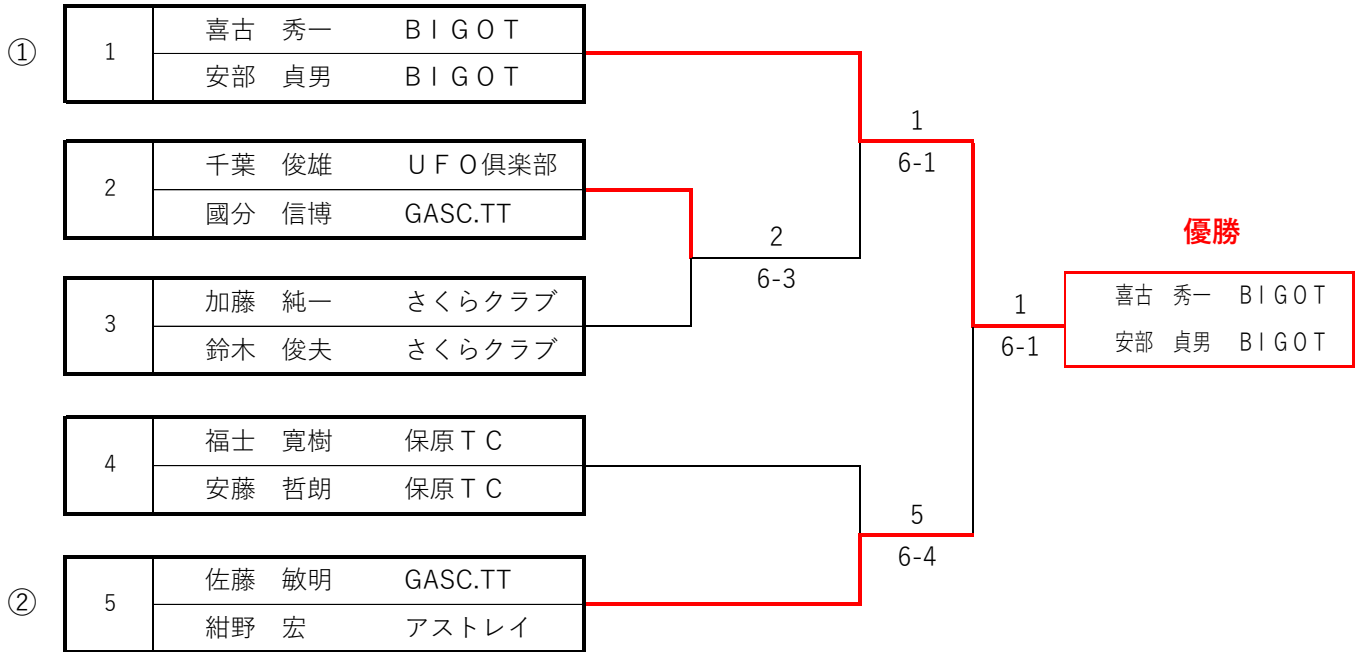 ① 1 喜古 秀一 ＢＩＧＯＴ
安部 貞男 ＢＩＧＯＴ
1
6-1
2 千葉 俊雄 ＵＦＯ倶楽部
國分 信博 GASC.TT
2
6-3
優勝
3 加藤 純一 さくらクラブ
鈴木 俊夫 さくらクラブ
1
6-1
喜古 秀一 ＢＩＧＯＴ
安部 貞男 ＢＩＧＯＴ
4 福士 寛樹 保原ＴＣ
安藤 哲朗 保原ＴＣ
5
6-4
② 5 佐藤 敏明 GASC.TT
紺野 宏 アストレイ